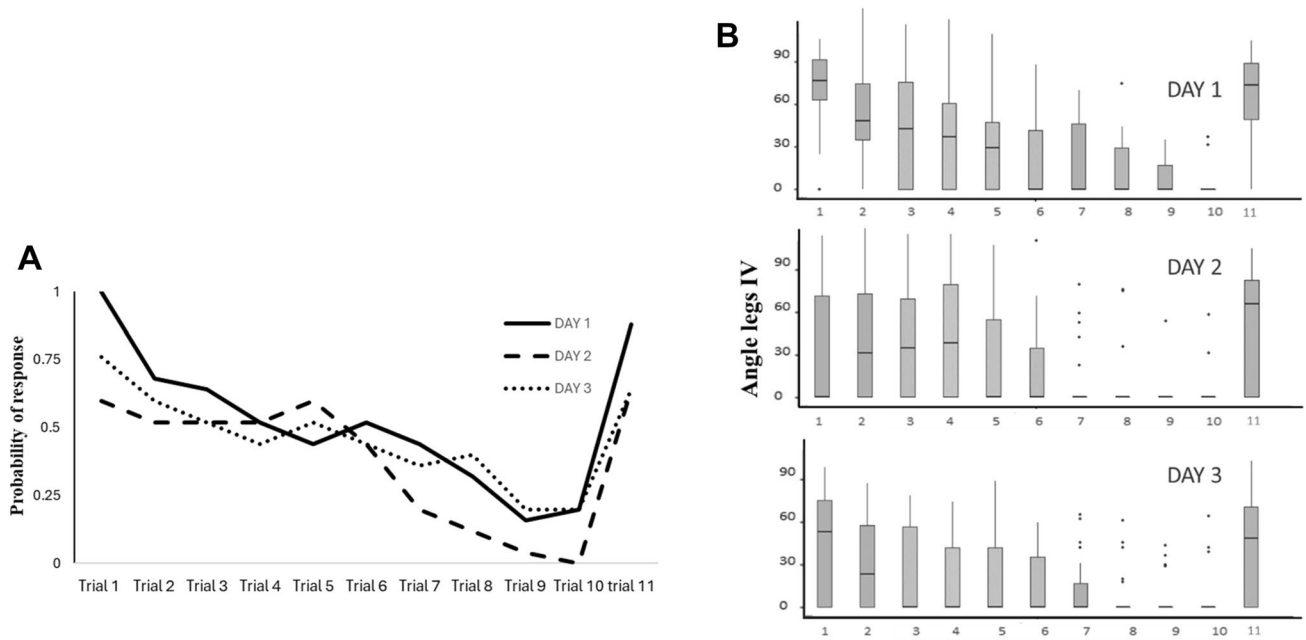 A
Probability of response
1
0.75
0.5
0.25
0
DAY 1
DAY 2
DAY 3
Trial 1 Trial 2 Trial 3 Trial 4 Trial 5 Trial 6 Trial 7 Trial 8 Trial 9 Trial 10 trial 11
B
Angle legs IV
DAY 1
90
60
30
0
1 2 3 4 5 6 7 8 9 10 11
DAY 2
90
60
30
0
1 2 3 4 5 6 7 8 9 10 11
DAY 3
90
60
30
0
1 2 3 4 5 6 7 8 9 10 11